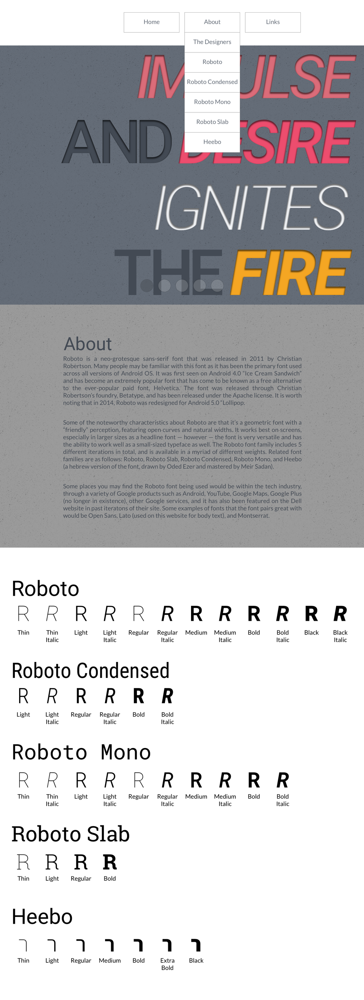 Home
About
Links
The Designers
Roboto
Roboto Condensed
Roboto Mono
Roboto Slab
Heebo
IMPULSE
AND DESIRE
IGNITES
THE FIRE
About
Roboto is a neo-grotesque sans-serif font that was released in 2011 by Christian
Robertson. Many people may be familiar with this font as it has been the primary font used
across all versions of Android OS. It was first seen on Android 4.0 “Ice Cream Sandwich”
and has become an extremely popular font that has come to be known as a free alternative
to the ever-popular paid font, Helvetica. The font was released through Christian
Robertson’s foundry, Betatype, and has been released under the Apache license. It is worth
noting that in 2014, Roboto was redesigned for Android 5.0 “Lollipop.
Some of the noteworthy characteristics about Roboto are that it’s a geometric font with a
“friendly” perception, featuring open curves and natural widths. It works best on screens,
especially in larger sizes as a headline font — however — the font is very versatile and has
the ability to work well as a small-sized typeface as well. The Roboto font family includes 5
different iterations in total, and is available in a myriad of different weights. Related font
families are as follows: Roboto, Roboto Slab, Roboto Condensed, Roboto Mono, and Heebo
(a hebrew version of the font, drawn by Oded Ezer and mastered by Meir Sadan).
Some places you may find the Roboto font being used would be within the tech industry,
through a variety of Google products such as Android, YouTube, Google Maps, Google Plus
(no longer in existence), other Google services, and it has also been featured on the Dell
website in past iteratons of their site. Some examples of fonts that the font pairs great with
would be Open Sans, Lato (used on this website for body text), and Montserrat.
Roboto
R R R R R R R R R R R R
Thin Thin Italic Light Light Italic Regular Regular Italic Medium Medium Italic Bold Bold Italic Black Black Italic
Roboto Condensed
R R R R R R
Light Light Italic Regular Regular Italic Bold Bold Italic
Roboto Mono
R R R R R R R R R R
Thin Thin Italic Light Light Italic Regular Regular Italic Medium Medium Italic Bold Bold Italic
Roboto Slab
R R R R
Thin Light Regular Bold
Heebo
ר ר ר ר ר ר ר
Thin Light Regular Medium Bold Extra Bold Black